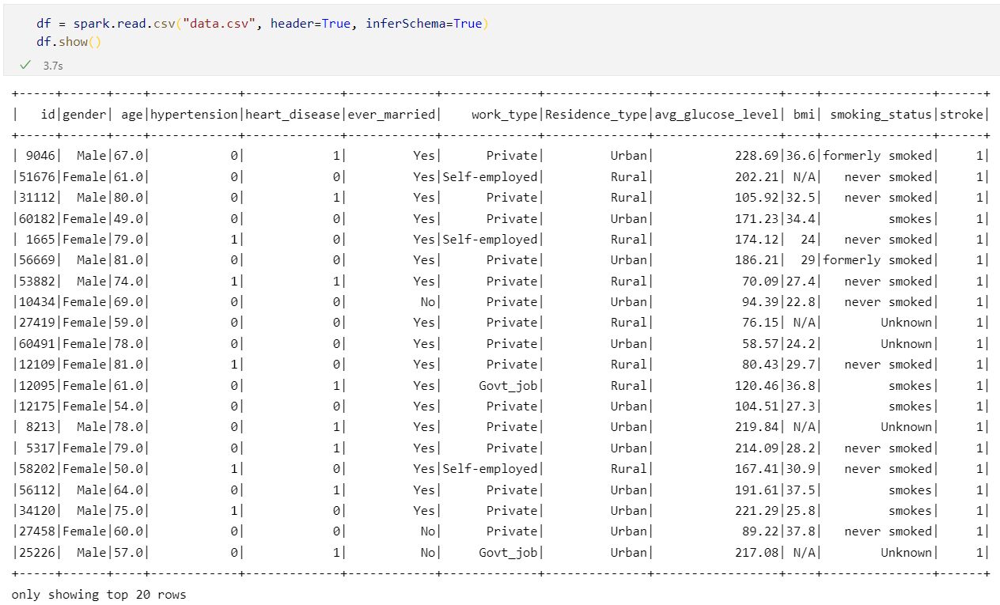 df = spark.read.csv("data.csv", header=True, inferSchema=True)
df.show()
✓ 3.7s
+-----+------+----+------------+-------------+------------+-------------+--------------+-----------------+----+---------------+------+
|   id|gender| age|hypertension|heart_disease|ever_married|    work_type|Residence_type|avg_glucose_level| bmi| smoking_status|stroke|
+-----+------+----+------------+-------------+------------+-------------+--------------+-----------------+----+---------------+------+
| 9046|  Male|67.0|           0|            1|         Yes|      Private|         Urban|           228.69|36.6|formerly smoked|     1|
|51676|Female|61.0|           0|            0|         Yes|Self-employed|         Rural|           202.21| N/A|   never smoked|     1|
|31112|  Male|80.0|           0|            1|         Yes|      Private|         Rural|           105.92|32.5|   never smoked|     1|
|60182|Female|49.0|           0|            0|         Yes|      Private|         Urban|           171.23|34.4|         smokes|     1|
| 1665|Female|79.0|           1|            0|         Yes|Self-employed|         Rural|           174.12|  24|   never smoked|     1|
|56669|  Male|81.0|           0|            0|         Yes|      Private|         Urban|           186.21|  29|formerly smoked|     1|
|53882|  Male|74.0|           1|            1|         Yes|      Private|         Rural|            70.09|27.4|   never smoked|     1|
|10434|Female|69.0|           0|            0|          No|      Private|         Urban|            94.39|22.8|   never smoked|     1|
|27419|Female|59.0|           0|            0|         Yes|      Private|         Rural|            76.15| N/A|        Unknown|     1|
|60491|Female|78.0|           0|            0|         Yes|      Private|         Urban|            58.57|24.2|        Unknown|     1|
|12109|Female|81.0|           1|            0|         Yes|      Private|         Rural|            80.43|29.7|   never smoked|     1|
|12095|Female|61.0|           0|            1|         Yes|     Govt_job|         Rural|           120.46|36.8|         smokes|     1|
|12175|Female|54.0|           0|            0|         Yes|      Private|         Urban|           104.51|27.3|         smokes|     1|
| 8213|  Male|78.0|           0|            1|         Yes|      Private|         Urban|           219.84| N/A|        Unknown|     1|
| 5317|Female|79.0|           0|            1|         Yes|      Private|         Urban|           214.09|28.2|   never smoked|     1|
|58202|Female|50.0|           1|            0|         Yes|Self-employed|         Rural|           167.41|30.9|   never smoked|     1|
|56112|  Male|64.0|           0|            1|         Yes|      Private|         Urban|           191.61|37.5|         smokes|     1|
|34120|  Male|75.0|           1|            0|         Yes|      Private|         Urban|           221.29|25.8|         smokes|     1|
|27458|Female|60.0|           0|            0|          No|      Private|         Urban|            89.22|37.8|   never smoked|     1|
|25226|  Male|57.0|           0|            1|          No|     Govt_job|         Urban|           217.08| N/A|        Unknown|     1|
+-----+------+----+------------+-------------+------------+-------------+--------------+-----------------+----+---------------+------+
only showing top 20 rows